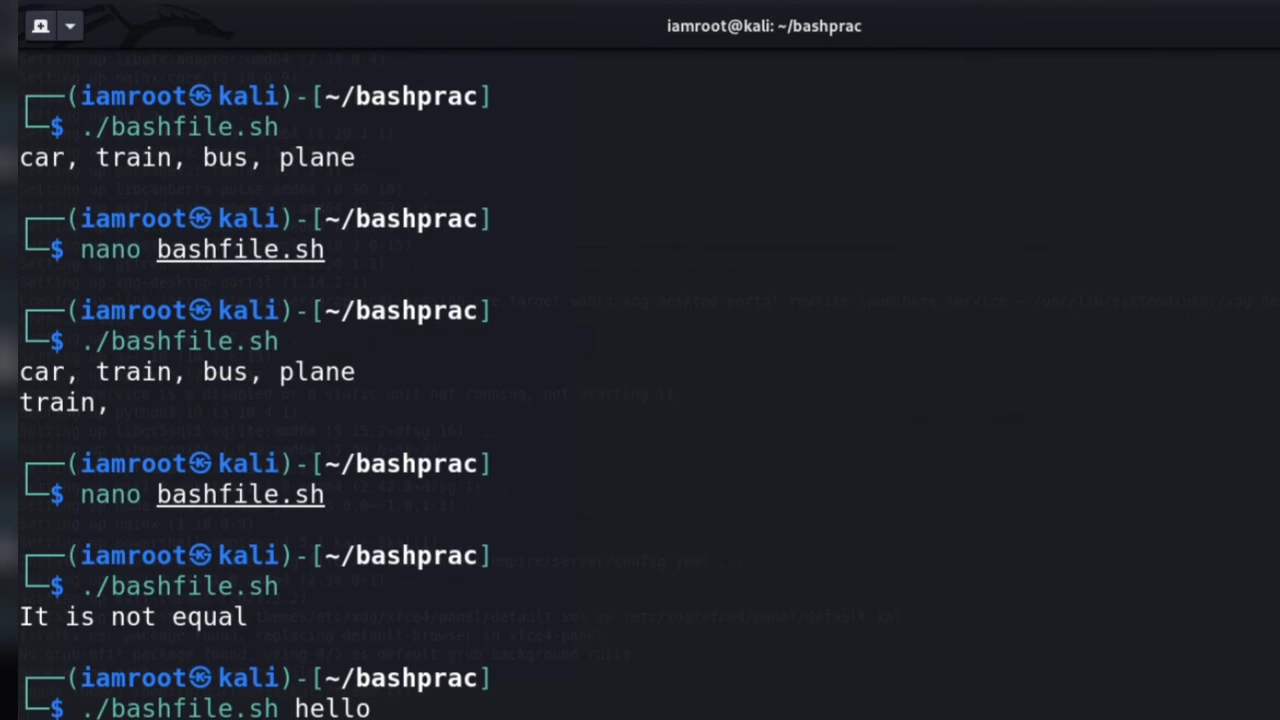 iamroot@kali: ~/bashprac
┌──(iamroot㉿kali)-[~/bashprac]
└─$ ./bashfile.sh
car, train, bus, plane
┌──(iamroot㉿kali)-[~/bashprac]
└─$ nano bashfile.sh
┌──(iamroot㉿kali)-[~/bashprac]
└─$ ./bashfile.sh
car, train, bus, plane
train,
┌──(iamroot㉿kali)-[~/bashprac]
└─$ nano bashfile.sh
┌──(iamroot㉿kali)-[~/bashprac]
└─$ ./bashfile.sh
It is not equal
┌──(iamroot㉿kali)-[~/bashprac]
└─$ ./bashfile.sh hello